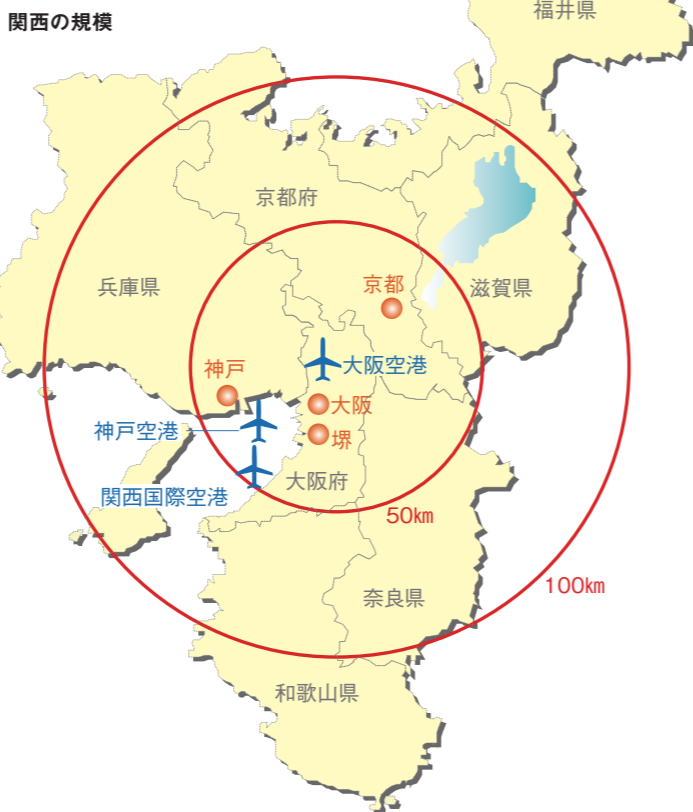 関西の規模
福井県
京都府
兵庫県
京都
滋賀県
大阪空港
神戸
大阪
神戸空港
堺
大阪府
関西国際空港
50㎞
100㎞
奈良県
和歌山県